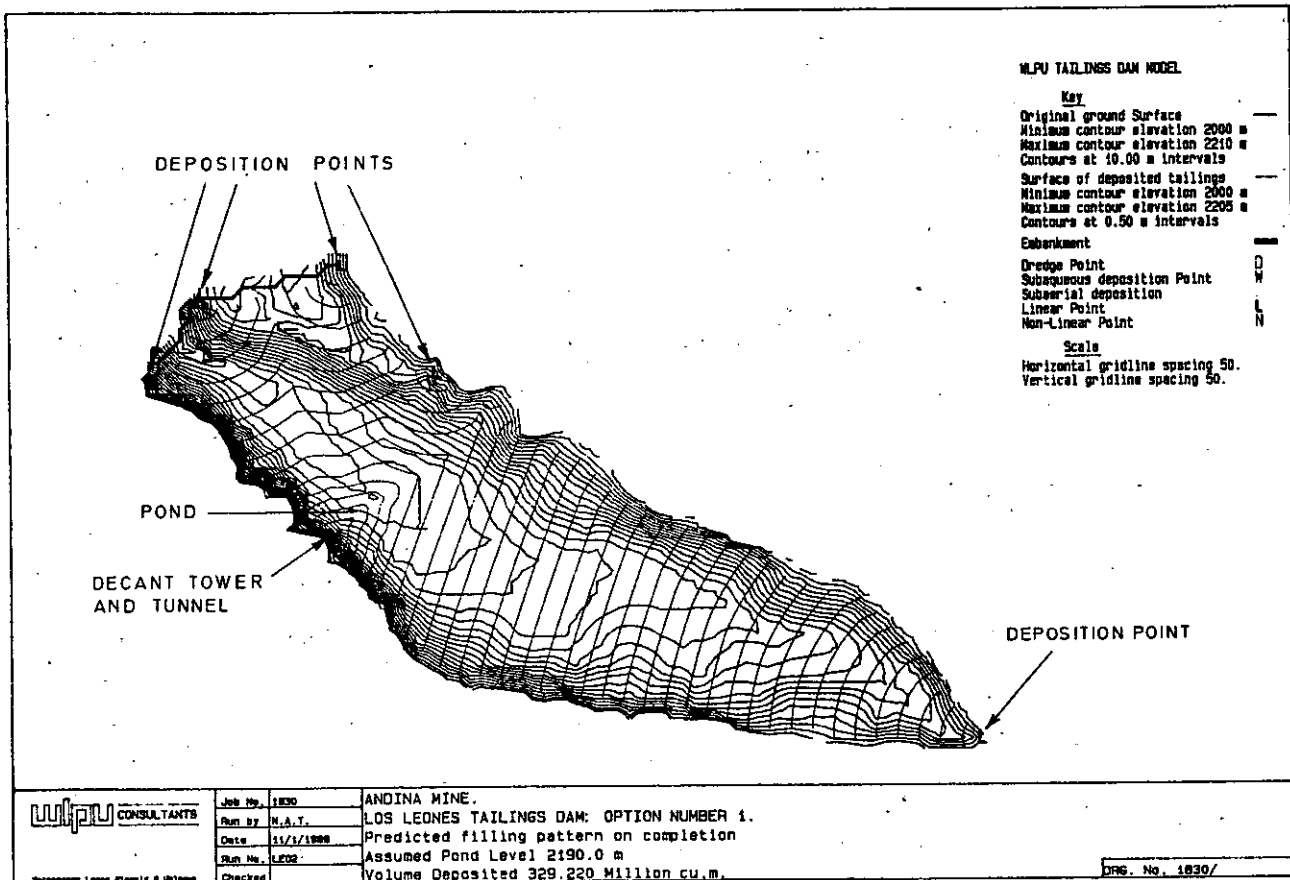 WLPU TAILINGS DAM MODEL
Key
Original ground Surface
Minimum contour elevation 2000 m
Maximum contour elevation 2210 m
Contours at 10.00 m intervals
Surface of deposited tailings
Minimum contour elevation 2000 m
Maximum contour elevation 2205 m
Contours at 0.50 m intervals
Embankment
Dredge Point D
Subaqueous deposition Point W
Subaerial deposition
Linear Point L
Non-Linear Point N
Scale
Horizontal gridline spacing 50.
Vertical gridline spacing 50.
DEPOSITION POINTS
POND
DECANT TOWER
AND TUNNEL
DEPOSITION POINT
wlpu CONSULTANTS
Job No. 1830
Run by N.A.T.
Date 11/1/1988
Run No. LEO2
Checked
ANDINA MINE.
LOS LEONES TAILINGS DAM: OPTION NUMBER 1.
Predicted filling pattern on completion
Assumed Pond Level 2190.0 m
Volume Deposited 329.220 Million cu.m.
DRG. No. 1830/